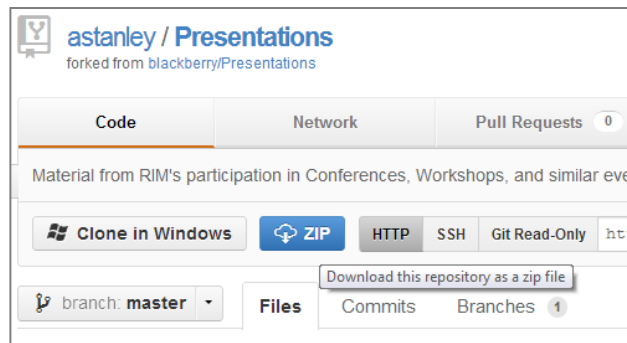 astanley / Presentations
forked from blackberry/Presentations
Code Network Pull Requests 0
Material from RIM's participation in Conferences, Workshops, and similar eve
Clone in Windows ZIP HTTP SSH Git Read-Only ht
Download this repository as a zip file
branch: master Files Commits Branches 1